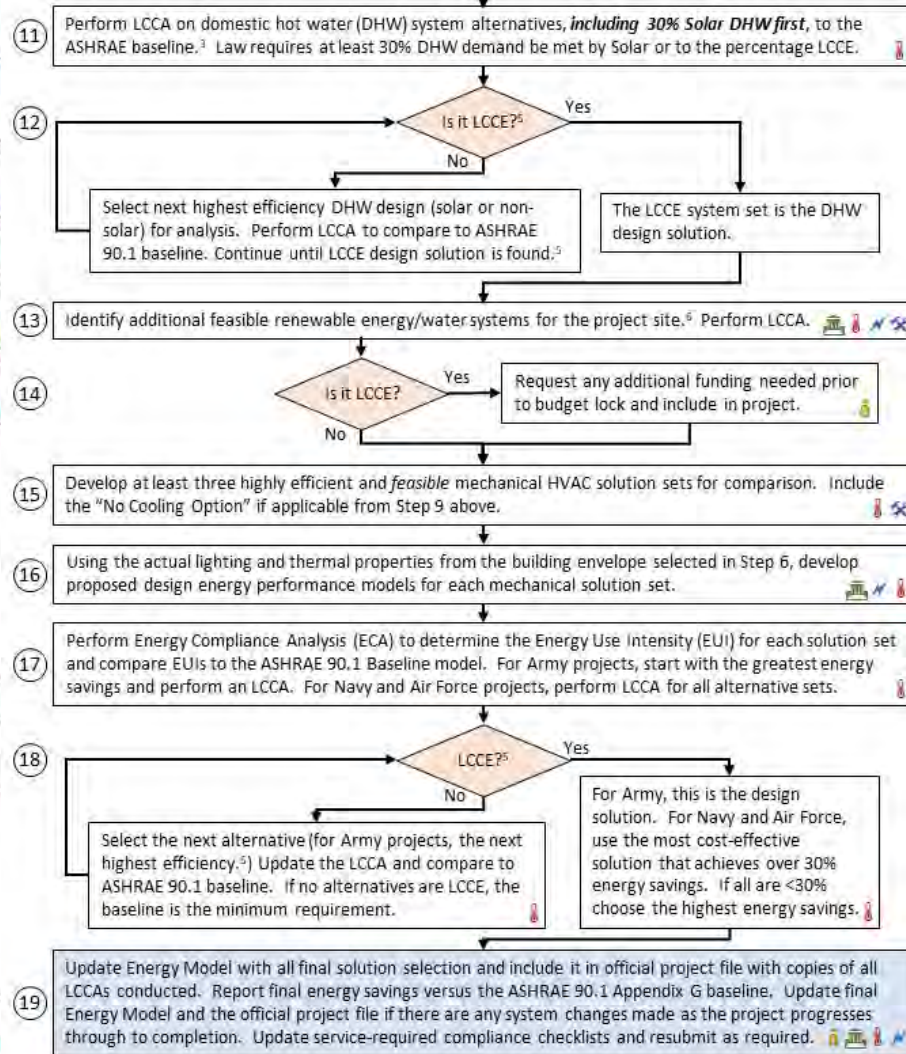 11 Perform LCCA on domestic hot water (DHW) system alternatives, including 30% Solar DHW first, to the
ASHRAE baseline.³ Law requires at least 30% DHW demand be met by Solar or to the percentage LCCE.
12
Is it LCCE?⁵
Yes
No
Select next highest efficiency DHW design (solar or non-
solar) for analysis. Perform LCCA to compare to ASHRAE
90.1 baseline. Continue until LCCE design solution is found.⁵
The LCCE system set is the DHW
design solution.
13 Identify additional feasible renewable energy/water systems for the project site.⁶ Perform LCCA.
14
Is it LCCE?
Yes
No
Request any additional funding needed prior
to budget lock and include in project.
15 Develop at least three highly efficient and feasible mechanical HVAC solution sets for comparison. Include
the “No Cooling Option” if applicable from Step 9 above.
16 Using the actual lighting and thermal properties from the building envelope selected in Step 6, develop
proposed design energy performance models for each mechanical solution set.
17 Perform Energy Compliance Analysis (ECA) to determine the Energy Use Intensity (EUI) for each solution set
and compare EUIs to the ASHRAE 90.1 Baseline model. For Army projects, start with the greatest energy
savings and perform an LCCA. For Navy and Air Force projects, perform LCCA for all alternative sets.
18
LCCE?⁵
Yes
No
Select the next alternative (for Army projects, the next
highest efficiency.⁵) Update the LCCA and compare to
ASHRAE 90.1 baseline. If no alternatives are LCCE, the
baseline is the minimum requirement.
For Army, this is the design
solution. For Navy and Air Force,
use the most cost-effective
solution that achieves over 30%
energy savings. If all are <30%
choose the highest energy savings.
19 Update Energy Model with all final solution selection and include it in official project file with copies of all
LCCAs conducted. Report final energy savings versus the ASHRAE 90.1 Appendix G baseline. Update final
Energy Model and the official project file if there are any system changes made as the project progresses
through to completion. Update service-required compliance checklists and resubmit as required.